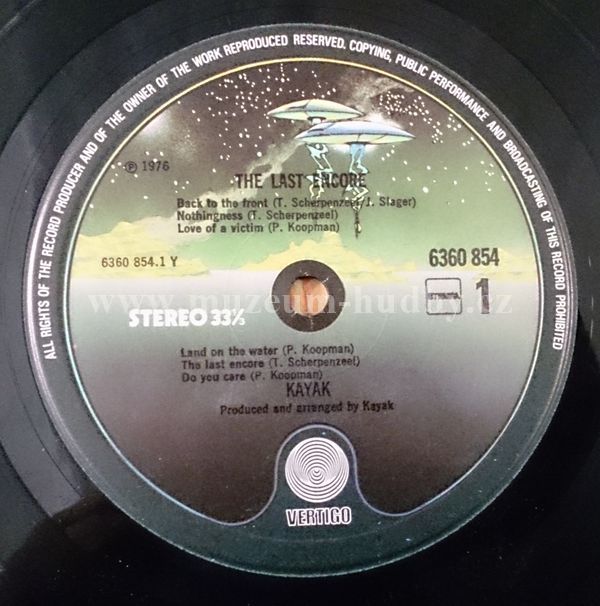 ALL RIGHTS OF THE RECORD PRODUCER AND OF THE OWNER OF THE WORK REPRODUCED RESERVED. COPYING, PUBLIC PERFORMANCE AND BROADCASTING OF THIS RECORD PROHIBITED
℗ 1976
THE LAST ENCORE
Back to the front (T. Scherpenzeel/J. Slager)
Nothingness (T. Scherpenzeel)
Love of a victim (P. Koopman)
6360 854.1 Y
6360 854
1
www.muzeum-hudby.cz
STEREO 33⅓
Land on the water (P. Koopman)
The last encore (T. Scherpenzeel)
Do you care (P. Koopman)
KAYAK
Produced and arranged by Kayak
VERTIGO